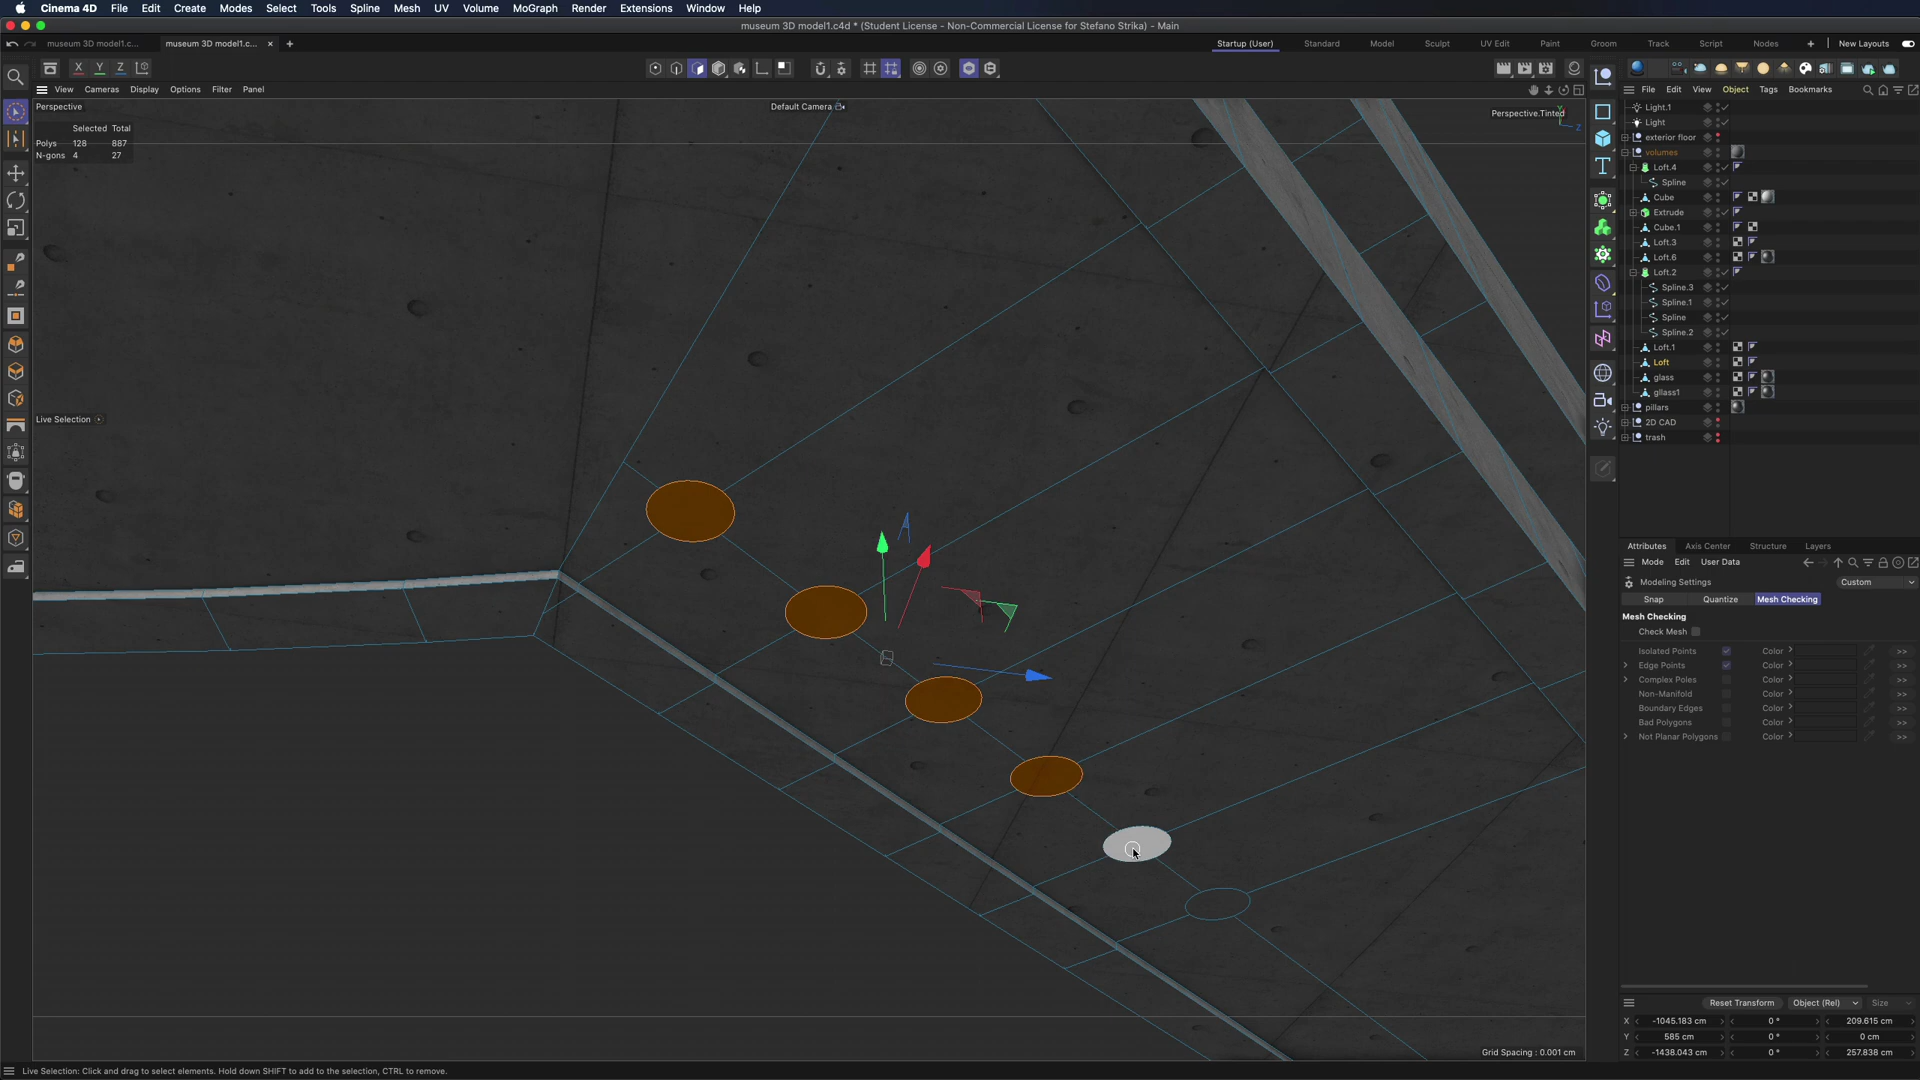 Cinema 4D File Edit Create Modes Select Tools Spline Mesh UV Volume MoGraph Render Extensions Window Help
museum 3D model1.c4d * (Student License - Non-Commercial License for Stefano Strika) - Main
museum 3D model1.c... museum 3D model1.c... × + Startup (User) Standard Model Sculpt UV Edit Paint Groom Track Script Nodes + New Layouts
X Y Z
View Cameras Display Options Filter Panel
File Edit View Object Tags Bookmarks
Perspective Default Camera Perspective.Tinted
Selected Total
Polys 128 887
N-gons 4 27
Live Selection
Light.1
Light
exterior floor
volumes
Loft.4
Spline
Cube
Extrude
Cube.1
Loft.3
Loft.6
Loft.2
Spline.3
Spline.1
Spline
Spline.2
Loft.1
Loft
glass
gllass1
pillars
2D CAD
trash
Attributes Axis Center Structure Layers
Mode Edit User Data
Modeling Settings Custom
Snap Quantize Mesh Checking
Mesh Checking
Check Mesh
Isolated Points Color >>
Edge Points Color >>
Complex Poles Color >>
Non-Manifold Color >>
Boundary Edges Color >>
Bad Polygons Color >>
Not Planar Polygons Color >>
Reset Transform Object (Rel) Size
X -1045.183 cm 0 ° 209.615 cm
Y 585 cm 0 ° 0 cm
Z -1438.043 cm 0 ° 257.838 cm
Grid Spacing : 0.001 cm
Live Selection: Click and drag to select elements. Hold down SHIFT to add to the selection, CTRL to remove.